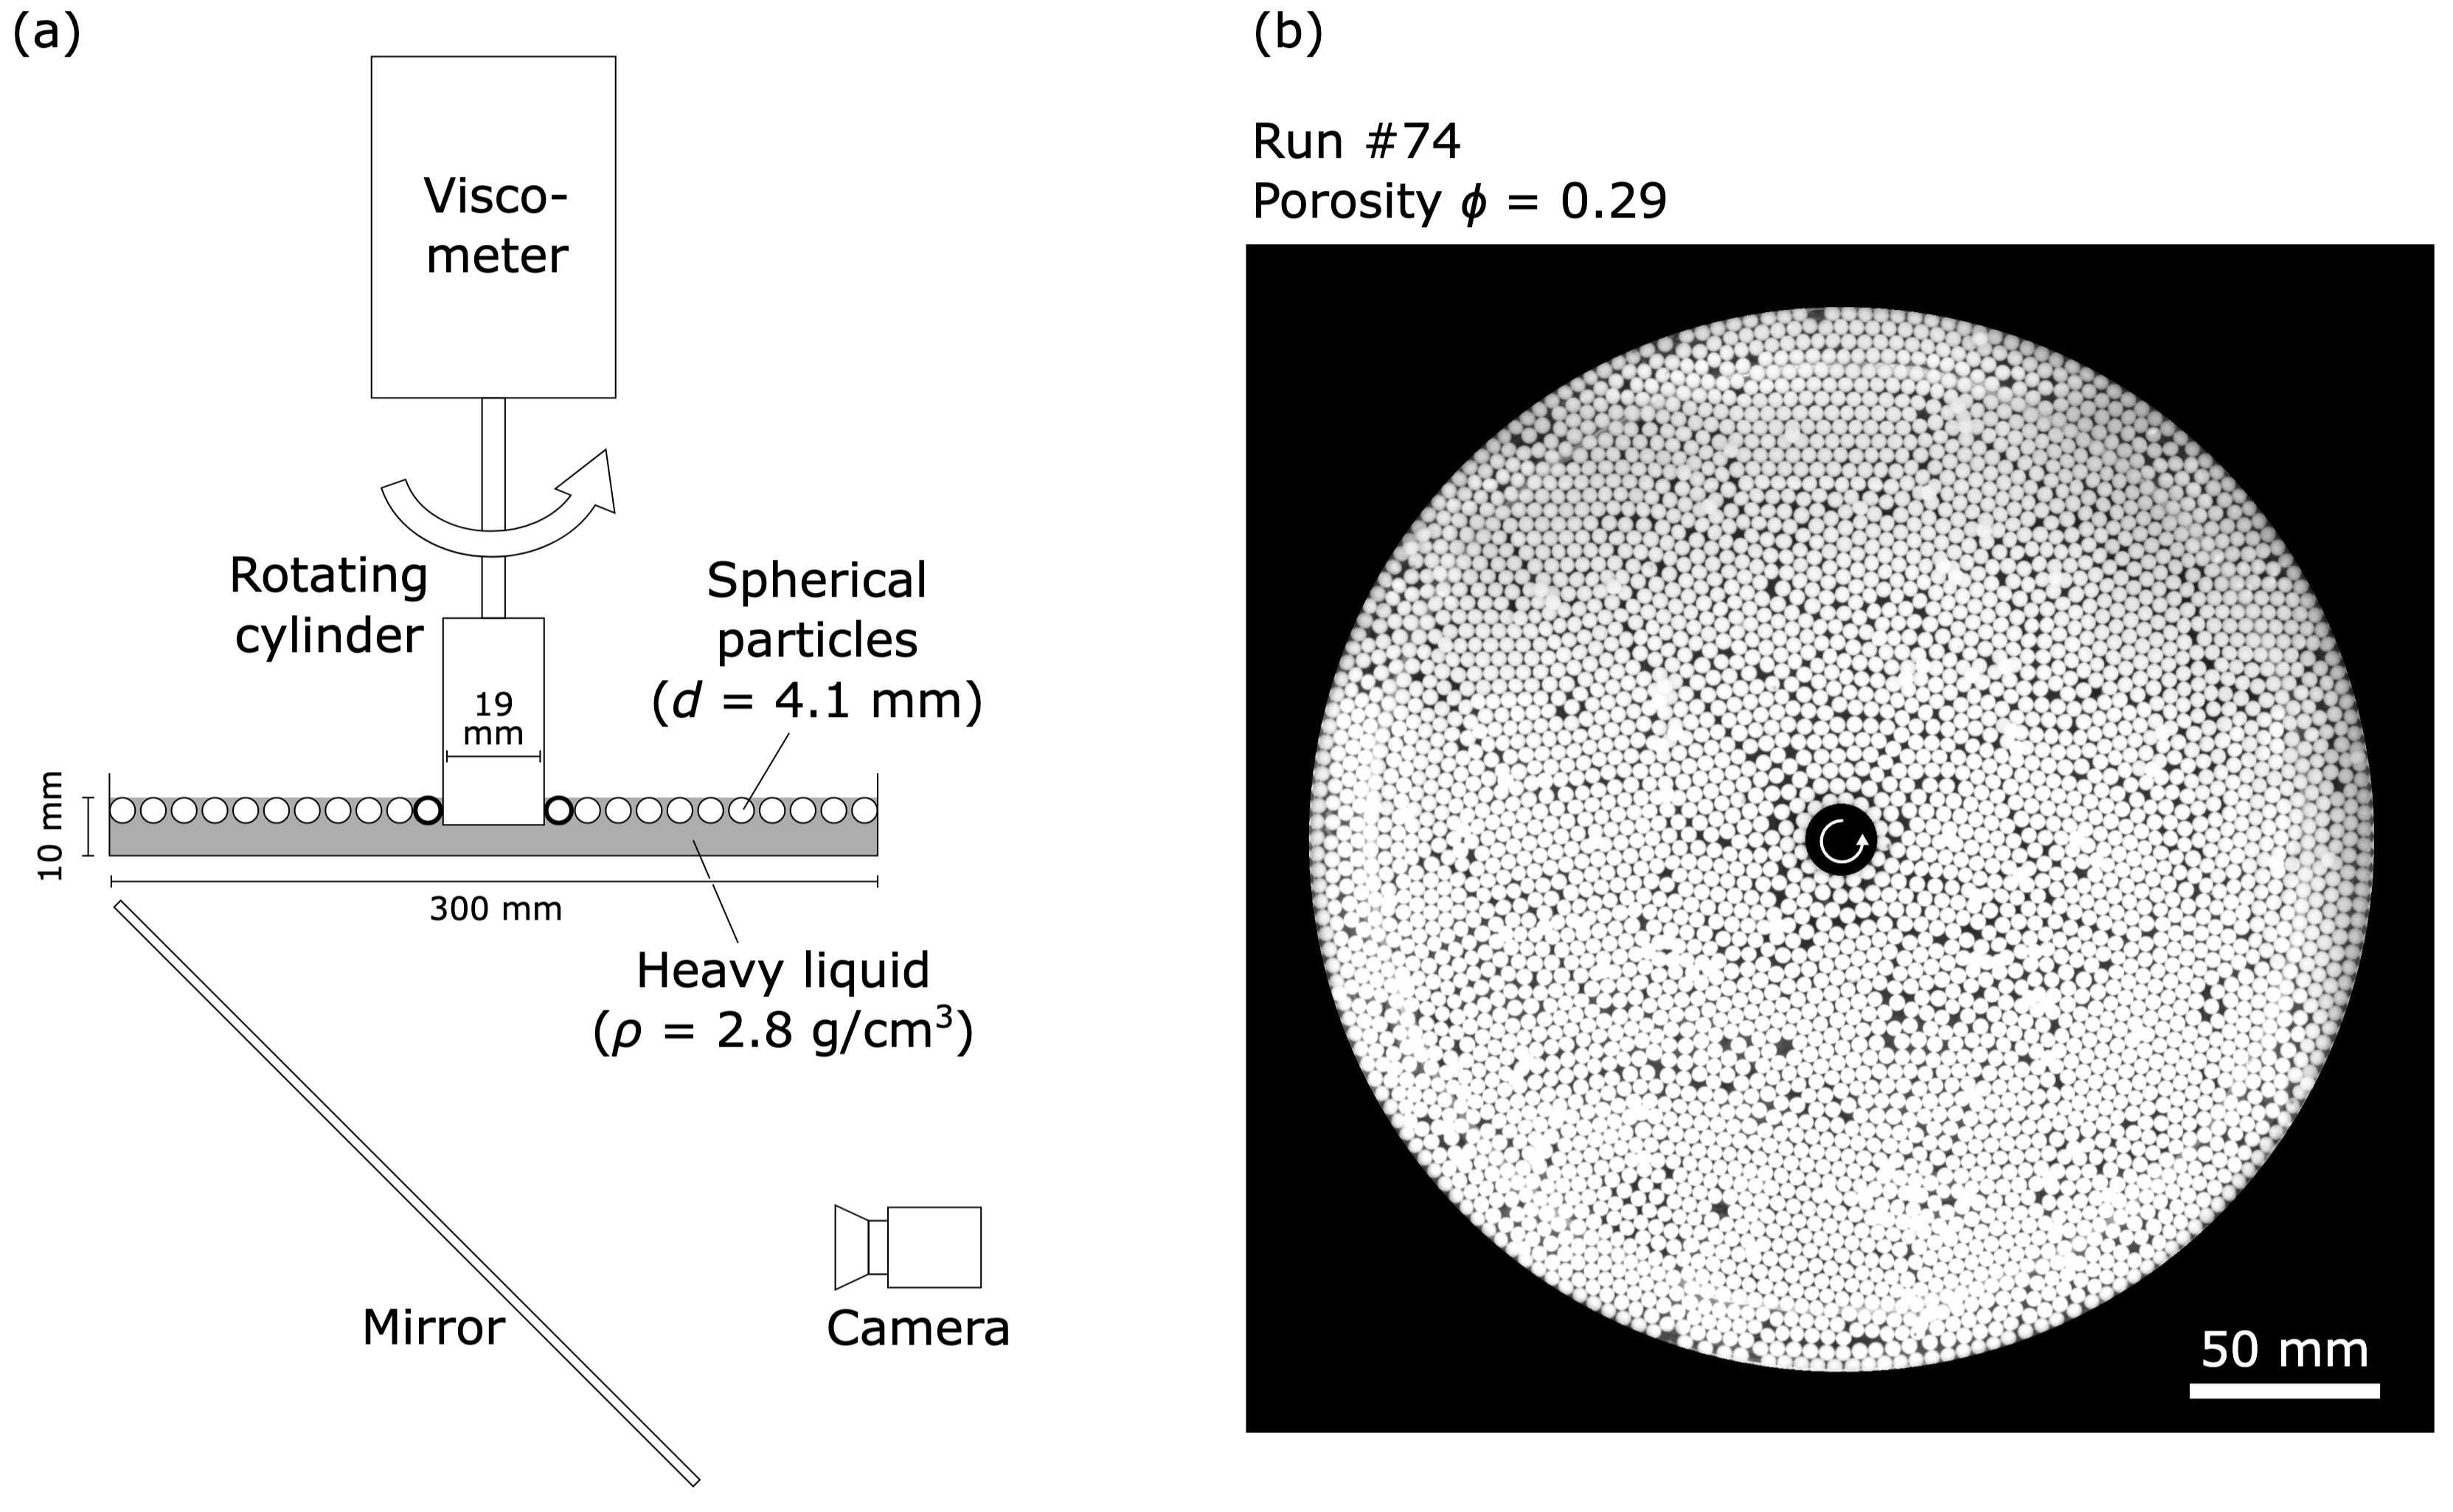 (a)
Visco-
meter
Rotating
cylinder
19
mm
Spherical
particles
(d = 4.1 mm)
10 mm
300 mm
Heavy liquid
(ρ = 2.8 g/cm³)
Mirror
Camera
(b)
Run #74
Porosity ϕ = 0.29
50 mm